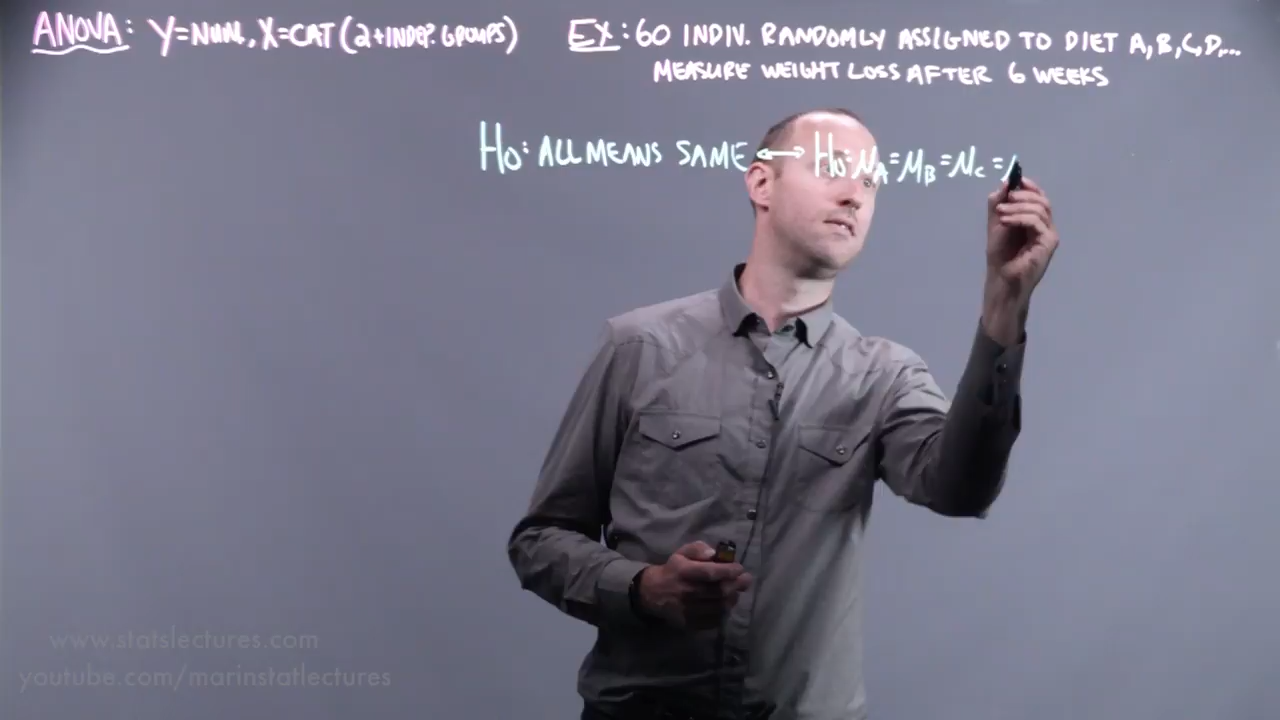 ANOVA: Y=NUM, X=CAT (2+INDEP. GROUPS) EX: 60 INDIV. RANDOMLY ASSIGNED TO DIET A, B, C, D,...
MEASURE WEIGHT LOSS AFTER 6 WEEKS
H₀: ALL MEANS SAME ↔ H₀: μA = μB = μC =
www.statslectures.com
youtube.com/marinstatlectures